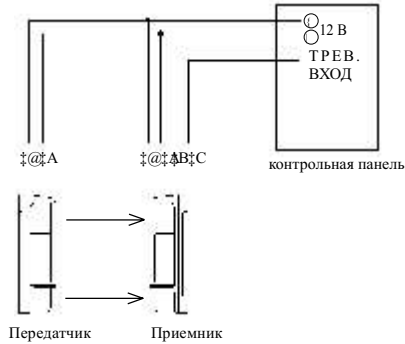 12 В
ТРЕВ.
ВХОД
‡@‡A
‡C
контрольная панель
Передатчик
Приемник